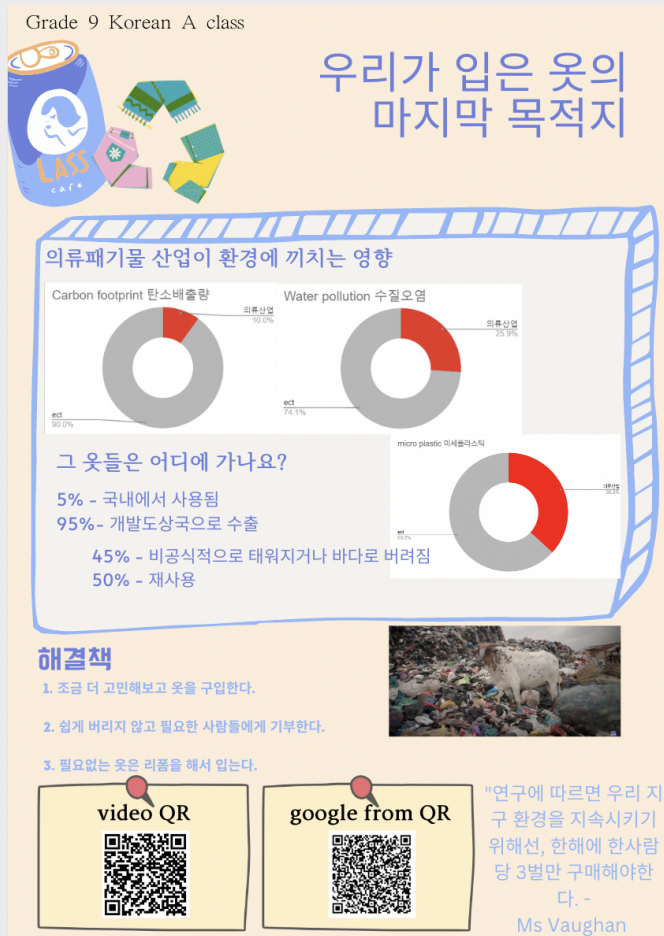 Grade 9 Korean A class
우리가 입은 옷의
마지막 목적지
LASS
cafe
의류패기물 산업이 환경에 끼치는 영향
Carbon footprint 탄소배출량
의류산업
10.0%
ect
90.0%
Water pollution 수질오염
의류산업
25.9%
ect
74.1%
micro plastic 미세플라스틱
ect
그 옷들은 어디에 가나요?
5% - 국내에서 사용됨
95%- 개발도상국으로 수출
45% - 비공식적으로 태워지거나 바다로 버려짐
50% - 재사용
해결책
1. 조금 더 고민해보고 옷을 구입한다.
2. 쉽게 버리지 않고 필요한 사람들에게 기부한다.
3. 필요없는 옷은 리폼을 해서 입는다.
video QR
google from QR
"연구에 따르면 우리 지
구 환경을 지속시키기
위해선, 한해에 한사람
당 3벌만 구매해야한
다. -
Ms Vaughan